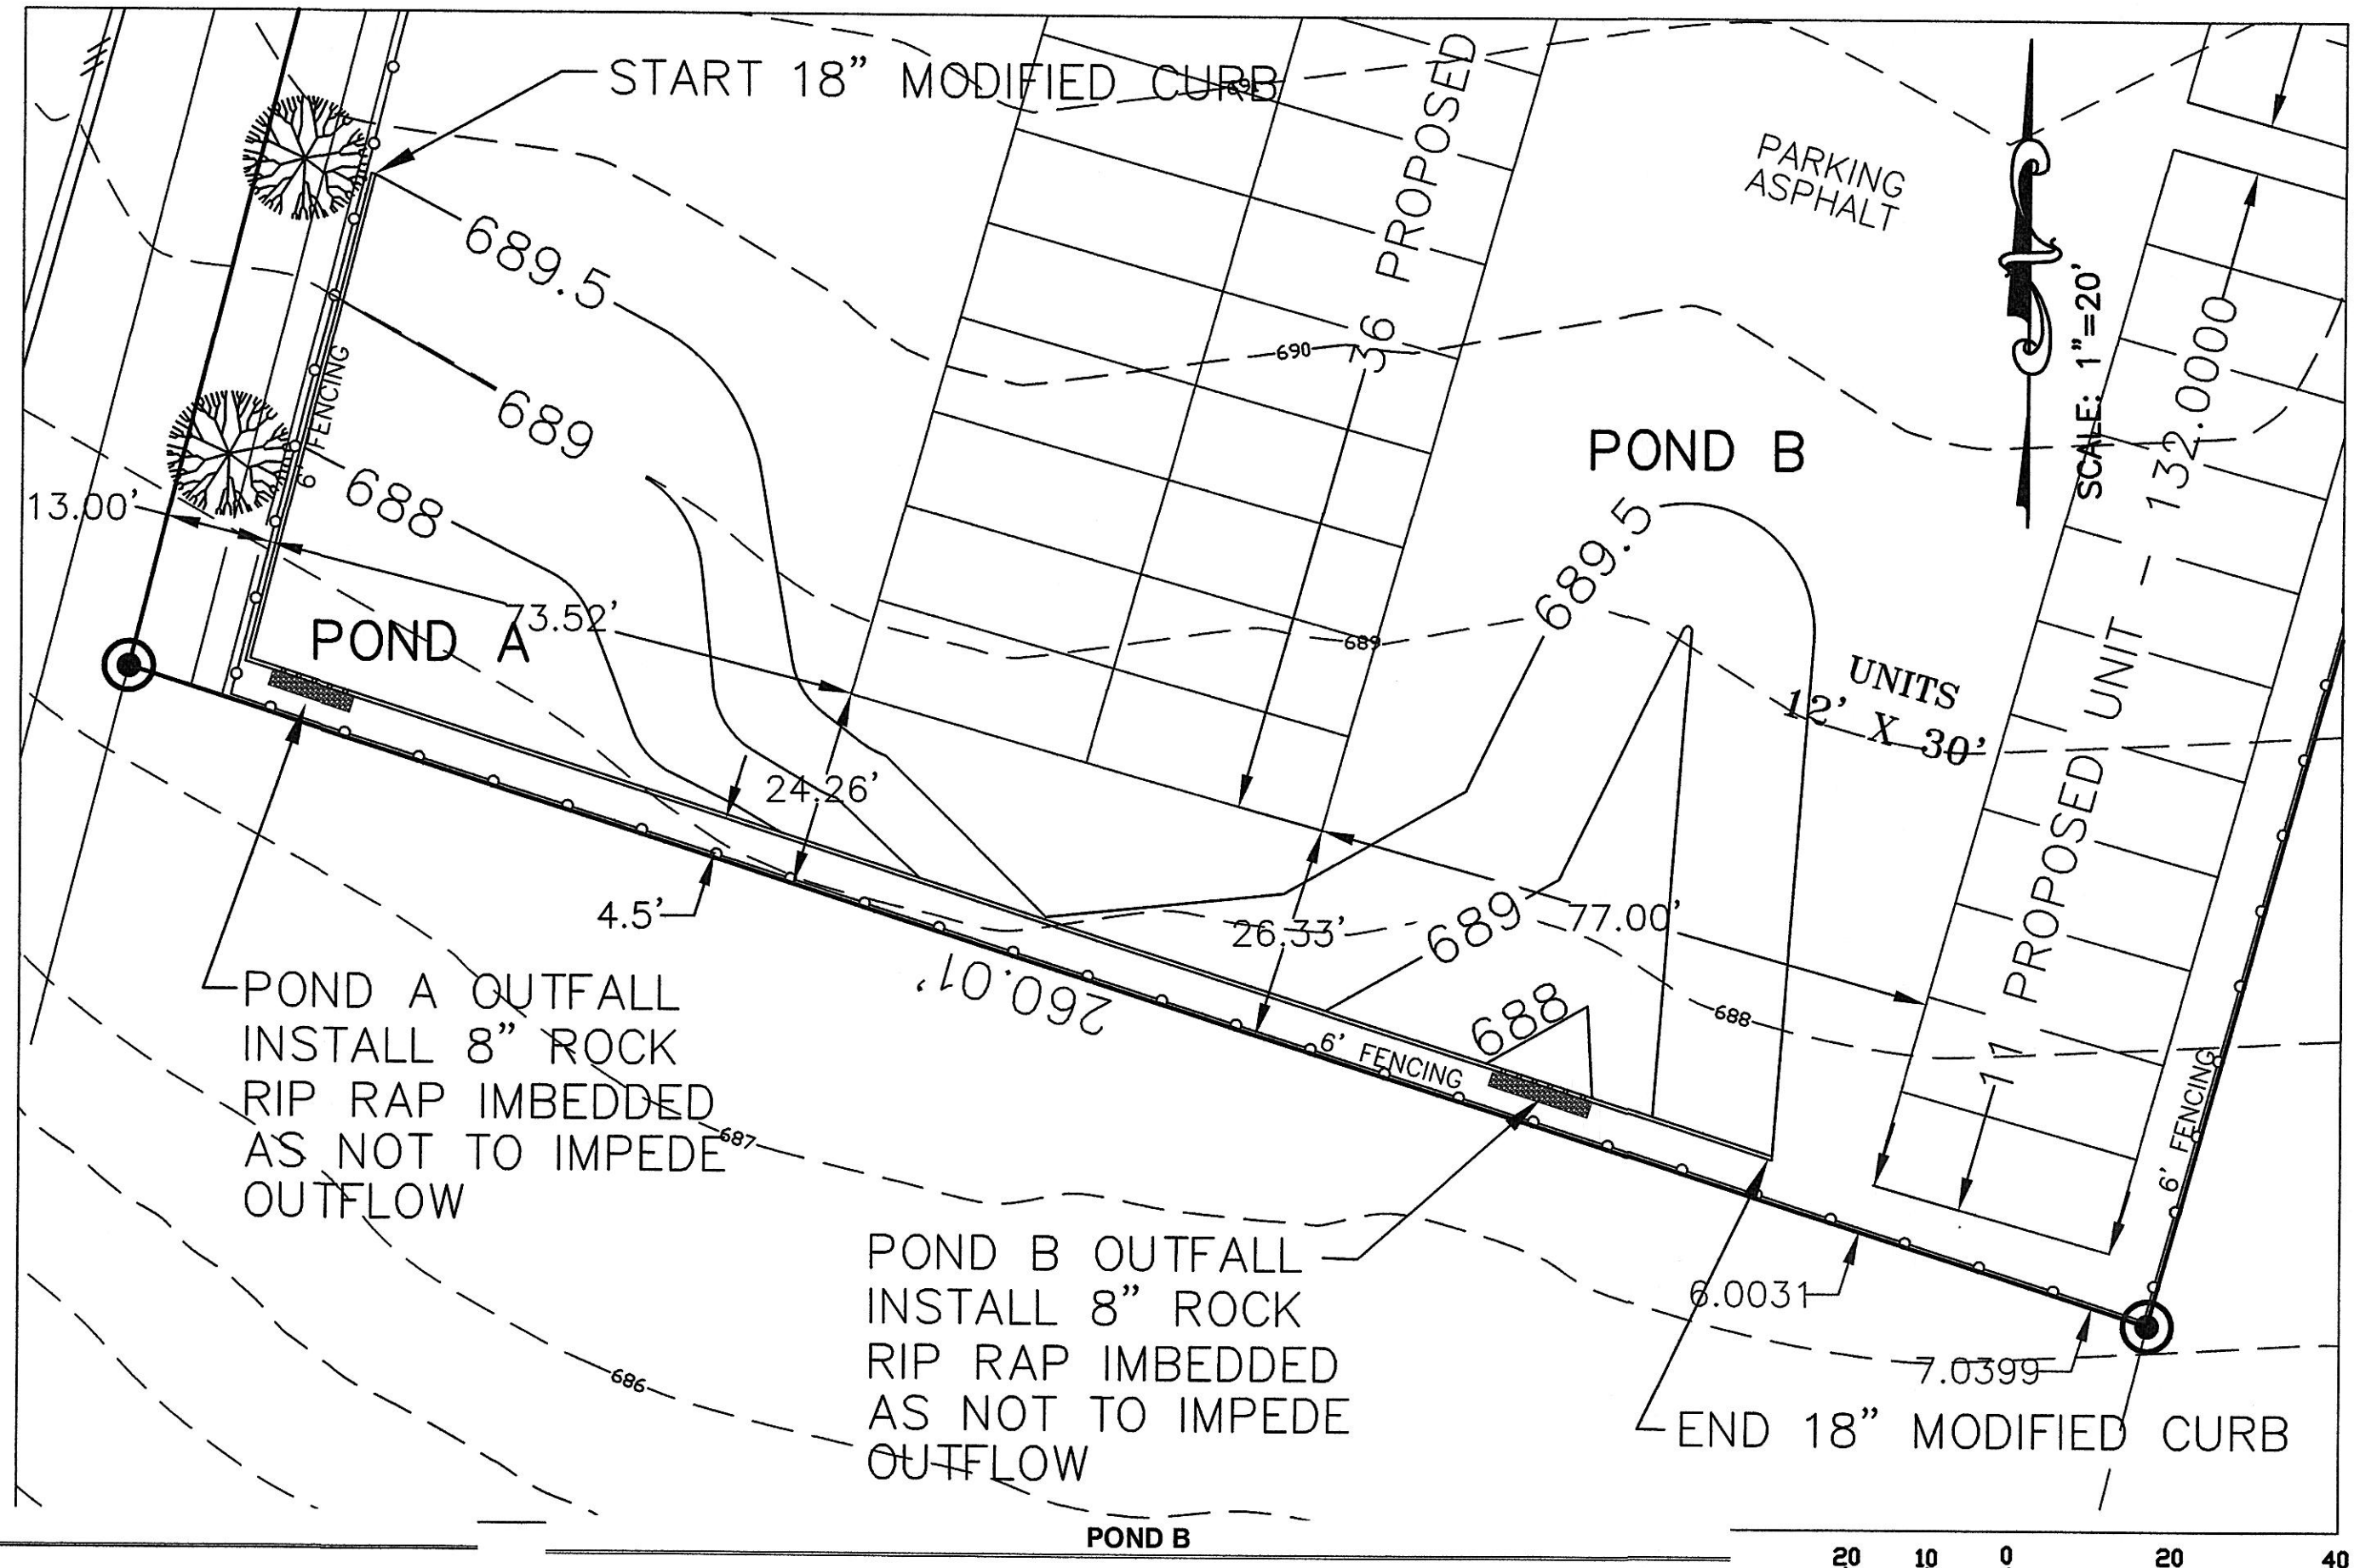 START 18” MODIFIED CURB
691
36 PROPOSED
PARKING
ASPHALT
SCALE: 1”=20’
689.5
689
688
6' FENCING
13.00’
73.52’
POND A
24.26’
4.5’
690
689
POND B
689.5
UNITS
12’ X 30’
11 PROPOSED UNIT - 132.0000
689
77.00’
26.33’
688
688
6’ FENCING
6’ FENCING
260.01’
POND A OUTFALL
INSTALL 8” ROCK
RIP RAP IMBEDDED
AS NOT TO IMPEDE
OUTFLOW
687
686
POND B OUTFALL
INSTALL 8” ROCK
RIP RAP IMBEDDED
AS NOT TO IMPEDE
OUTFLOW
6.0031
7.0399
END 18” MODIFIED CURB
POND B
20 10 0 20 40